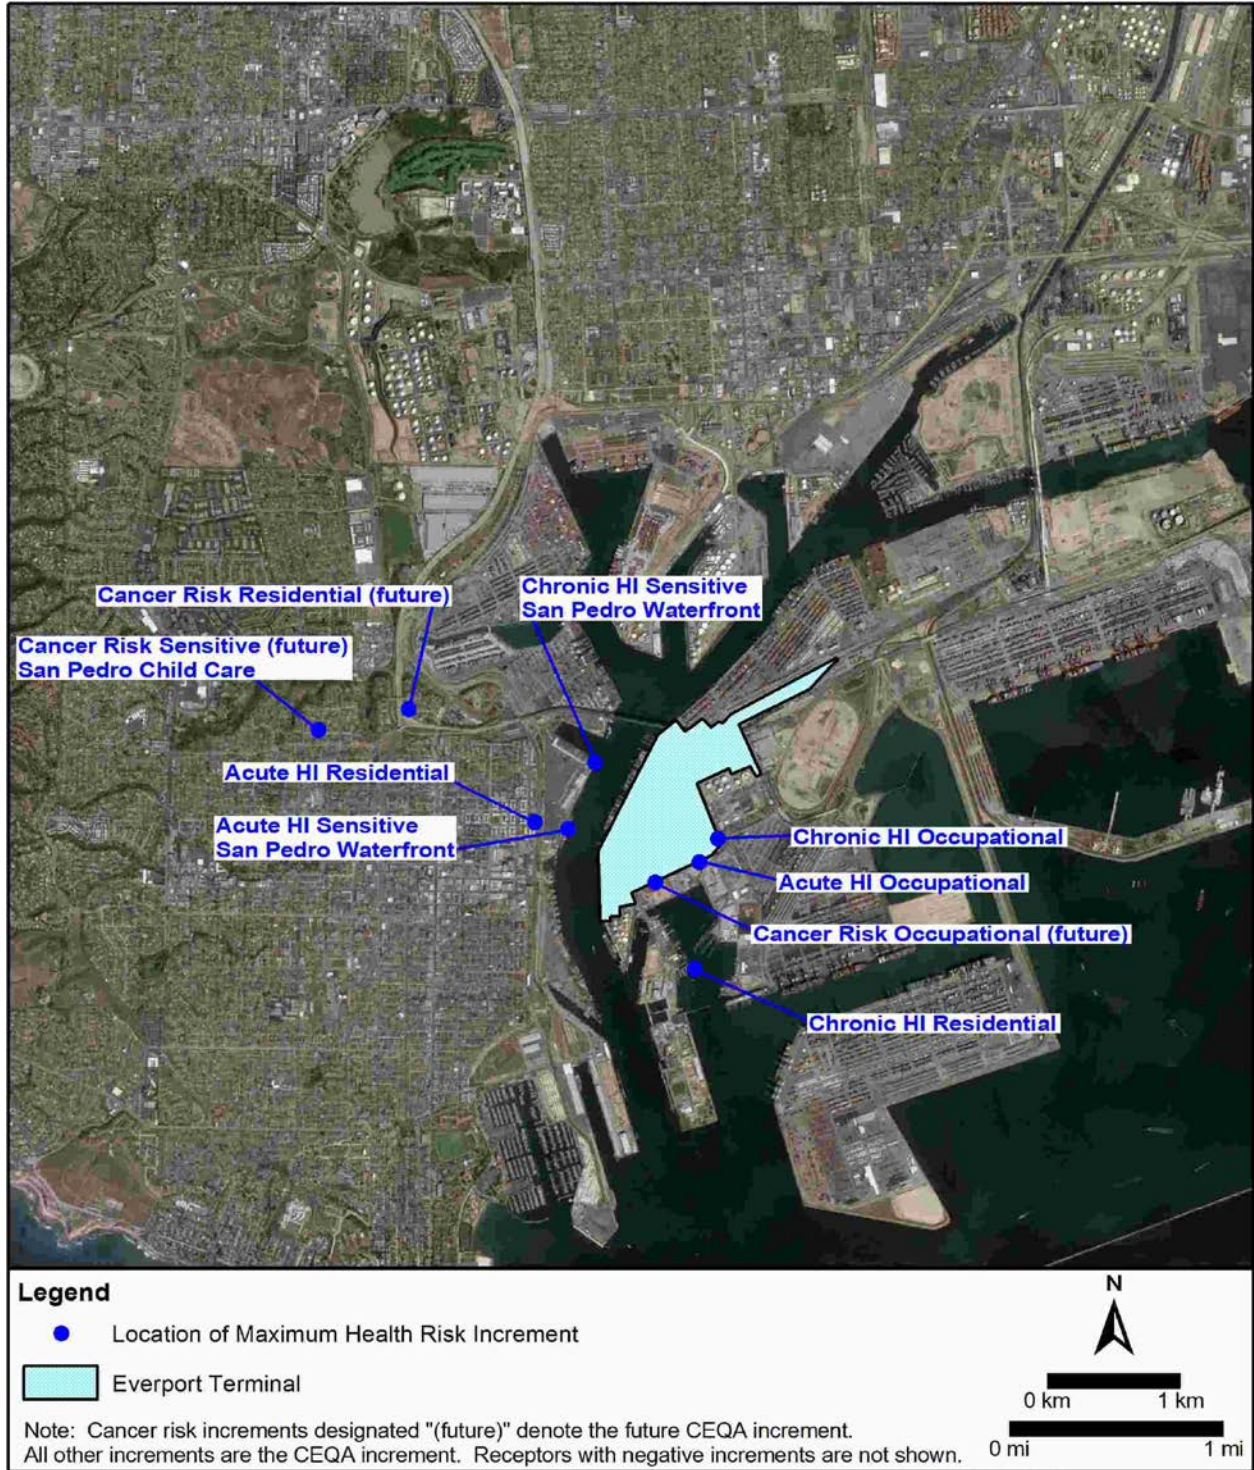 Cancer Risk Residential (future)
Chronic HI Sensitive
San Pedro Waterfront
Cancer Risk Sensitive (future)
San Pedro Child Care
Acute HI Residential
Acute HI Sensitive
San Pedro Waterfront
Chronic HI Occupational
Acute HI Occupational
Cancer Risk Occupational (future)
Chronic HI Residential
Legend
Location of Maximum Health Risk Increment
Everport Terminal
Note: Cancer risk increments designated "(future)" denote the future CEQA increment.
All other increments are the CEQA increment. Receptors with negative increments are not shown.
N
0 km 1 km
0 mi 1 mi